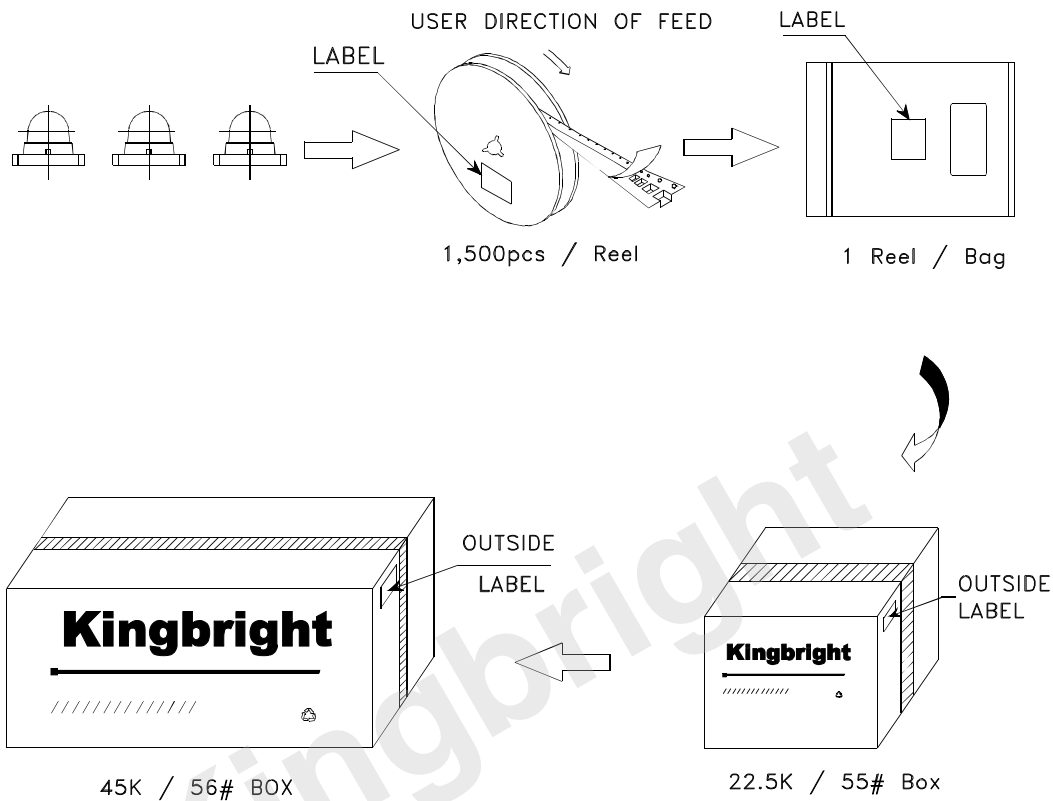 USER DIRECTION OF FEED
LABEL
LABEL
1,500pcs / Reel
1 Reel / Bag
OUTSIDE
LABEL
OUTSIDE
LABEL
Kingbright
Kingbright
45K / 56# BOX
22.5K / 55# Box
Kingbright